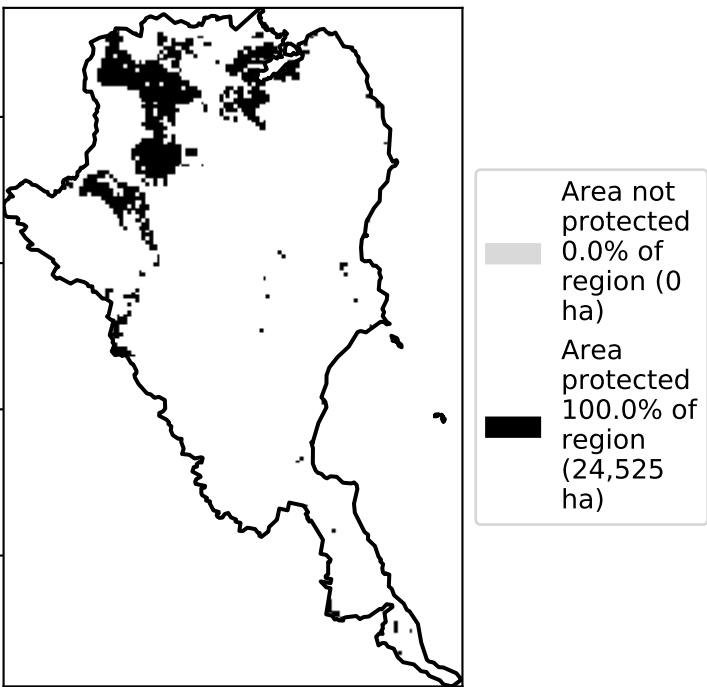 Area not
protected
0.0% of
region (0
ha)
Area
protected
100.0% of
region
(24,525
ha)